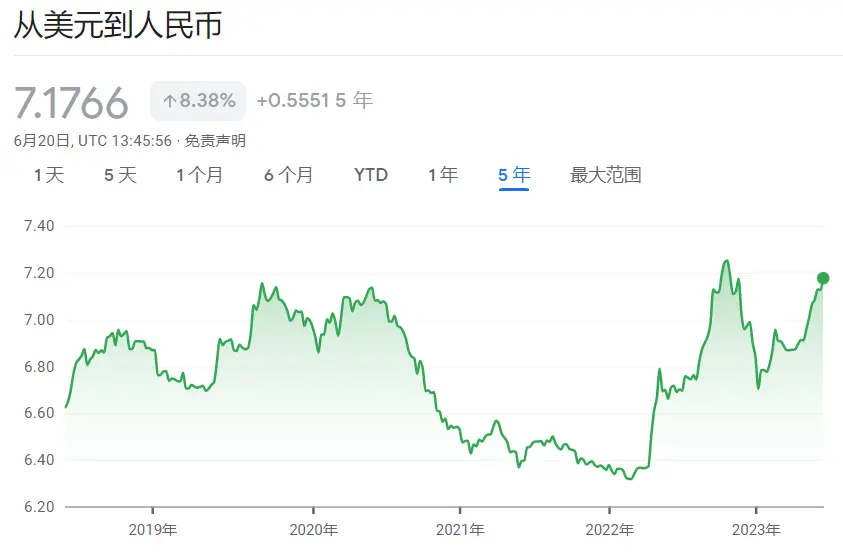 从美元到人民币
7.1766 ↑8.38% +0.5551 5 年
6月20日, UTC 13:45:56 · 免责声明
1 天 5 天 1 个月 6 个月 YTD 1 年 5 年 最大范围
7.40
7.20
7.00
6.80
6.60
6.40
6.20
2019年 2020年 2021年 2022年 2023年